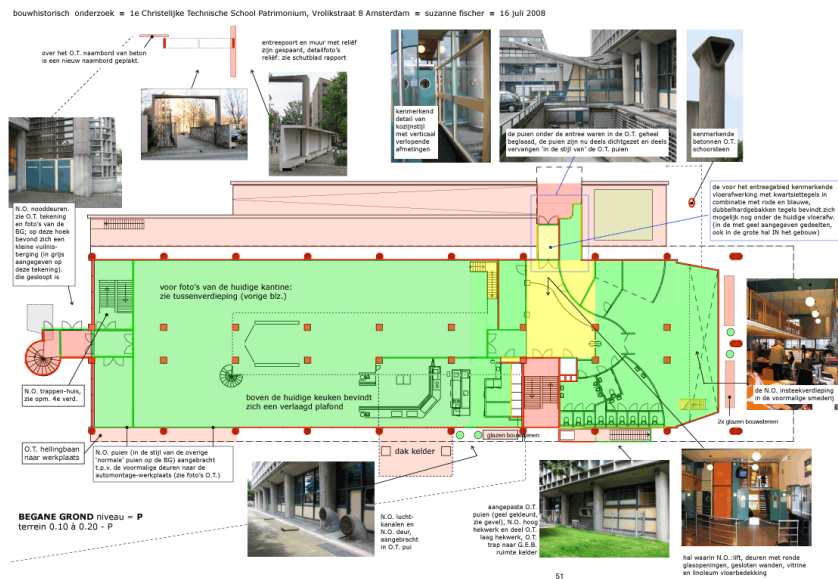 bouwhistorisch onderzoek = 1e Christelijke Technische School Patrimonium, Vrolikstraat 8 Amsterdam = suzanne fischer = 16 juli 2008
over het O.T. naambord van beton
is een nieuw naambord geplakt.
entreepoort en muur met reliëf
zijn gespaard, detailfoto's
reliëf: zie schutblad rapport
kenmerkend
detail van
kozijnstijl
met verticaal
verlopende
afmetingen
de puien onder de entree waren in de O.T. geheel
beglaasd, de puien zijn nu deels dichtgezet en deels
vervangen 'in de stijl van' de O.T. puien
kenmerkende
betonnen O.T.
schoorsteen
de voor het entreegebied kenmerkende
vloerafwerking met kwartsiettegels in
combinatie met rode en blauwe,
dubbelhardgebakken tegels bevindt zich
mogelijk nog onder de huidige vloerafw.
(in de met geel aangegeven gedeelten,
ook in de grote hal IN het gebouw)
N.O. nooddeuren.
zie O.T. tekening
en foto's van de
BG; op deze hoek
bevond zich een
kleine vuilnis-
berging (in grijs
aangegeven op
deze tekening).
die gesloopt is
voor foto's van de huidige kantine:
zie tussenverdieping (vorige blz.)
N.O. trappen-huis,
zie opm. 4e verd.
boven de huidige keuken bevindt
zich een verlaagd plafond
de N.O. insteekverdieping
in de voormalige smederij
2x glazen bouwstenen
glazen bouwstenen
O.T. hellingbaan
naar werkplaats
N.O. puien (in de stijl van de overige
'normale' puien op de BG) aangebracht
t.p.v. de voormalige deuren naar de
automontage-werkplaats (zie foto's O.T.)
dak kelder
BEGANE GROND niveau = P
terrein 0.10 à 0.20 - P
N.O. lucht-
kanalen en
N.O. deur,
aangebracht
in O.T. pui
aangepaste O.T.
puien (geel gekleurd,
zie gevel), N.O. hoog
hekwerk en deel O.T.
laag hekwerk, O.T.
trap naar G.E.B.
ruimte kelder
hal waarin N.O.:lift, deuren met ronde
glasopeningen, gesloten wanden, vitrine
en linoleum vloerbedekking
51